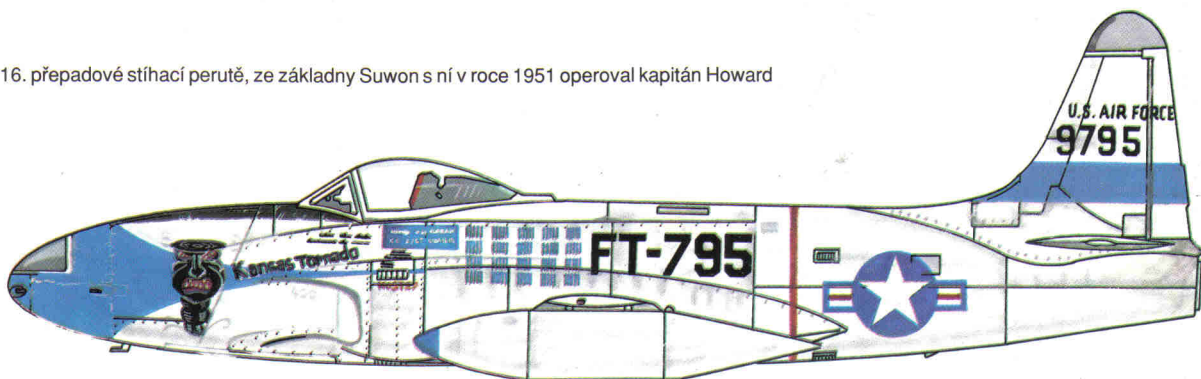 16. přepadové stíhací perutě, ze základny Suwon s ní v roce 1951 operoval kapitán Howard
U.S. AIR FORCE
9795
Kansas Tornado
FT-795